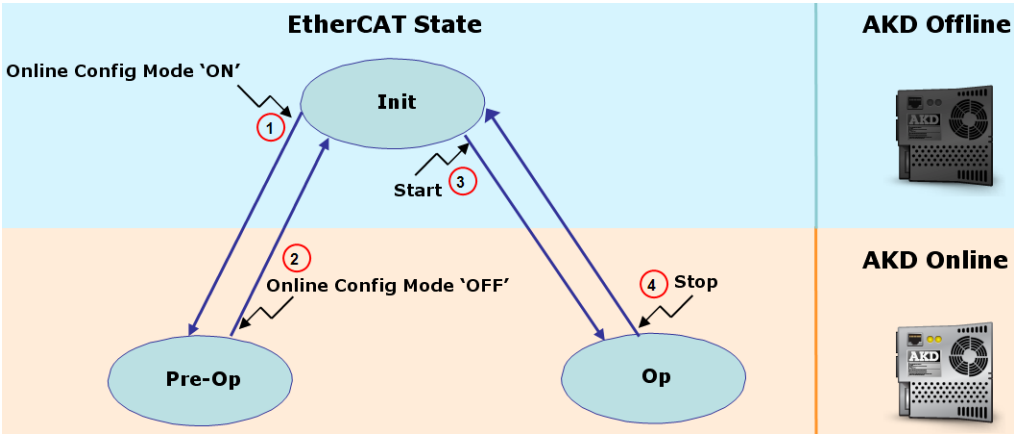 EtherCAT State
AKD Offline
Online Config Mode ‘ON’
Init
1
AKD
Start
3
2
Online Config Mode ‘OFF’
4
Stop
AKD Online
Pre-Op
Op
AKD